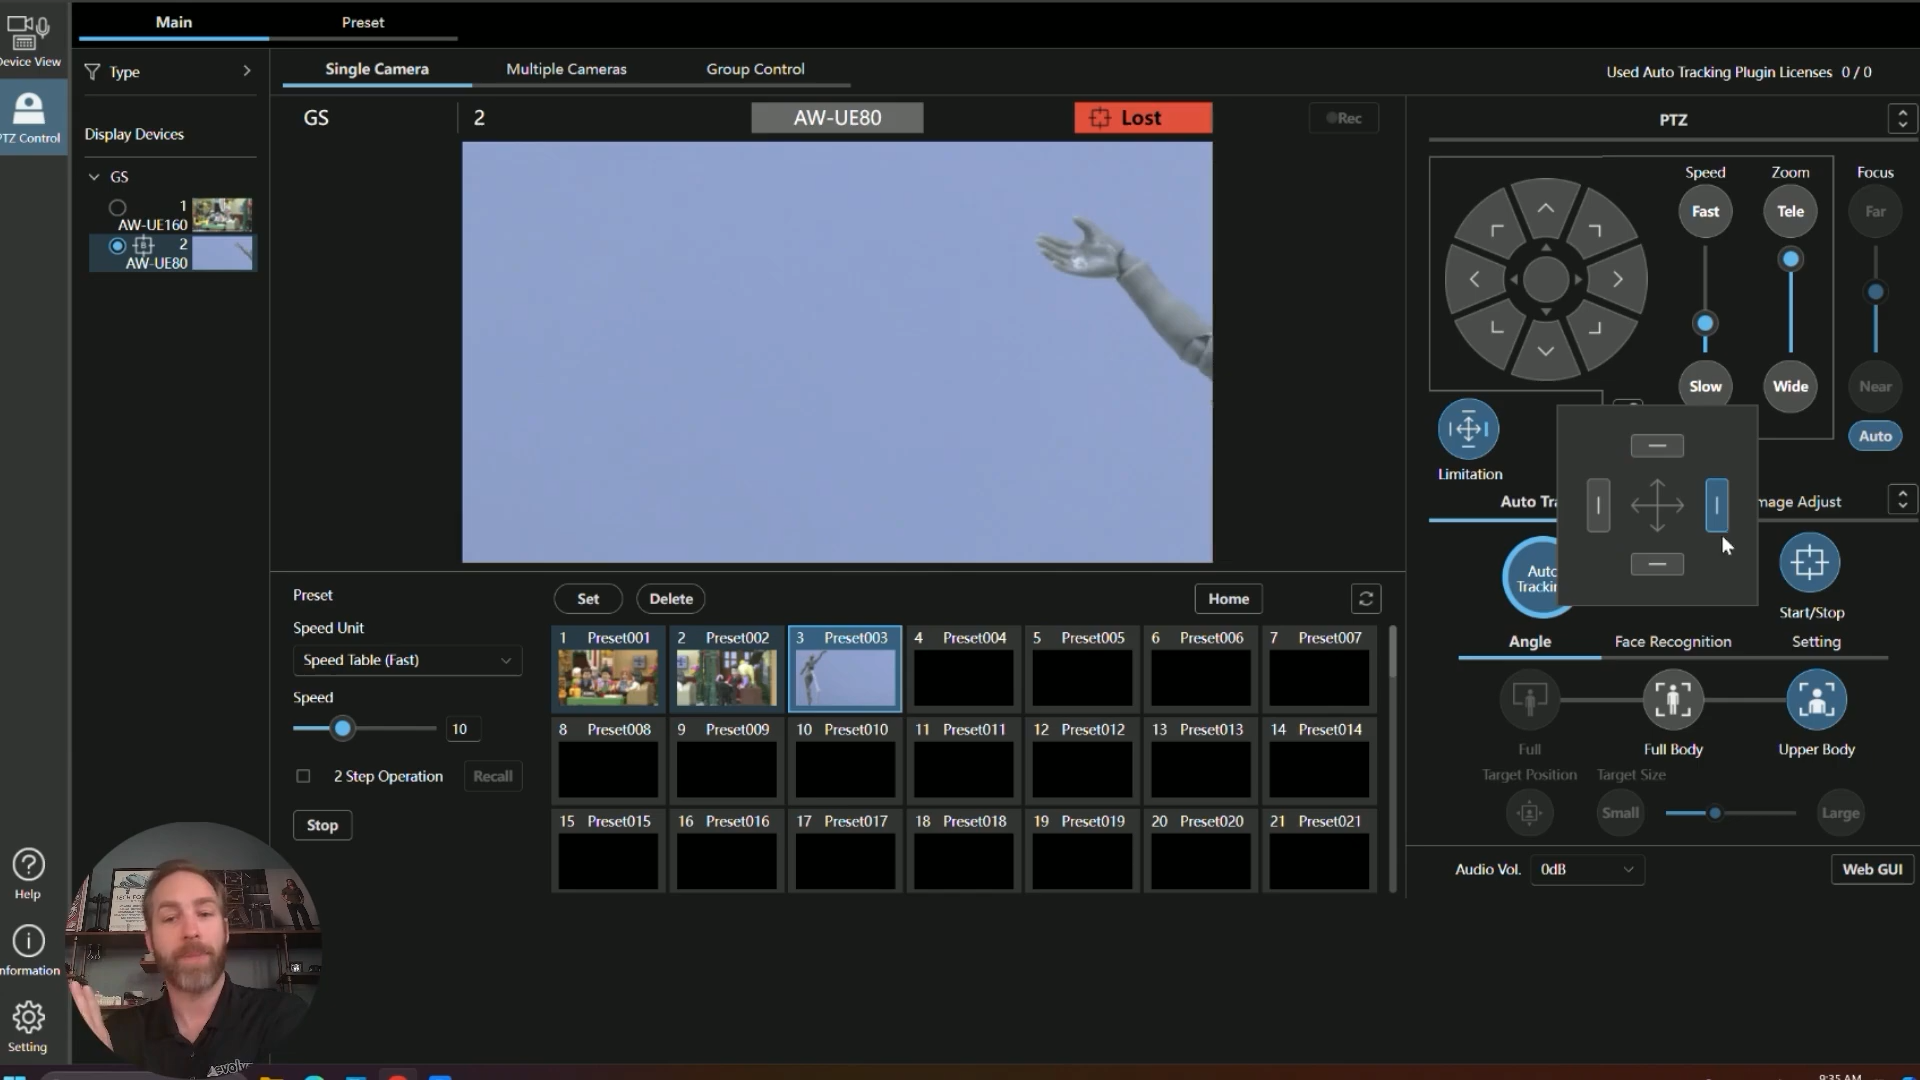 Main
Preset
Device View
Type
Single Camera
Multiple Cameras
Group Control
Used Auto Tracking Plugin Licenses 0 / 0
PTZ Control
Display Devices
GS
2
AW-UE80
Lost
Rec
PTZ
GS
1
AW-UE160
2
AW-UE80
Speed
Zoom
Focus
Fast
Tele
Far
Slow
Wide
Near
Auto
Limitation
Auto Tra
mage Adjust
Auto
Trackin
Start/Stop
Angle
Face Recognition
Setting
Full
Full Body
Upper Body
Target Position
Target Size
Small
Large
Audio Vol.
0dB
Web GUI
Preset
Set
Delete
Home
Speed Unit
Speed Table (Fast)
Speed
10
2 Step Operation
Recall
Stop
1 Preset001
2 Preset002
3 Preset003
4 Preset004
5 Preset005
6 Preset006
7 Preset007
8 Preset008
9 Preset009
10 Preset010
11 Preset011
12 Preset012
13 Preset013
14 Preset014
15 Preset015
16 Preset016
17 Preset017
18 Preset018
19 Preset019
20 Preset020
21 Preset021
Help
nformation
Setting
9:35 AM